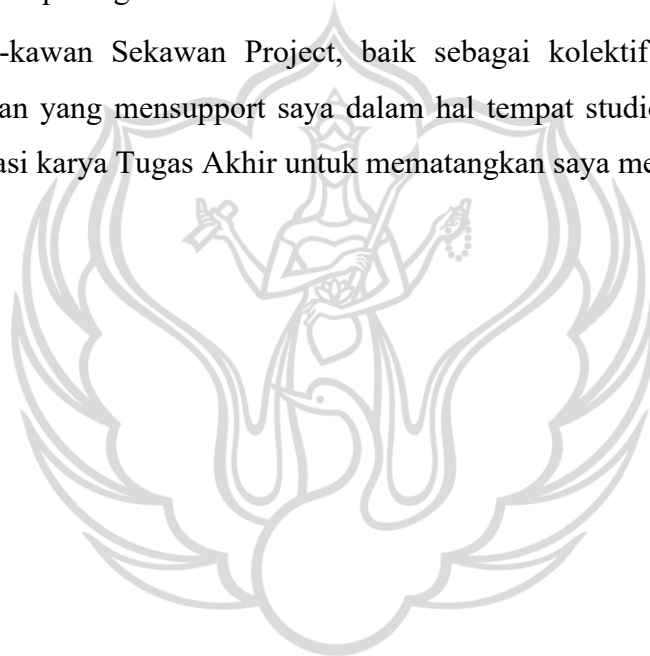 -kawan Sekawan Project, baik sebagai kolektif
an yang mensupport saya dalam hal tempat studio
asi karya Tugas Akhir untuk mematangkan saya me